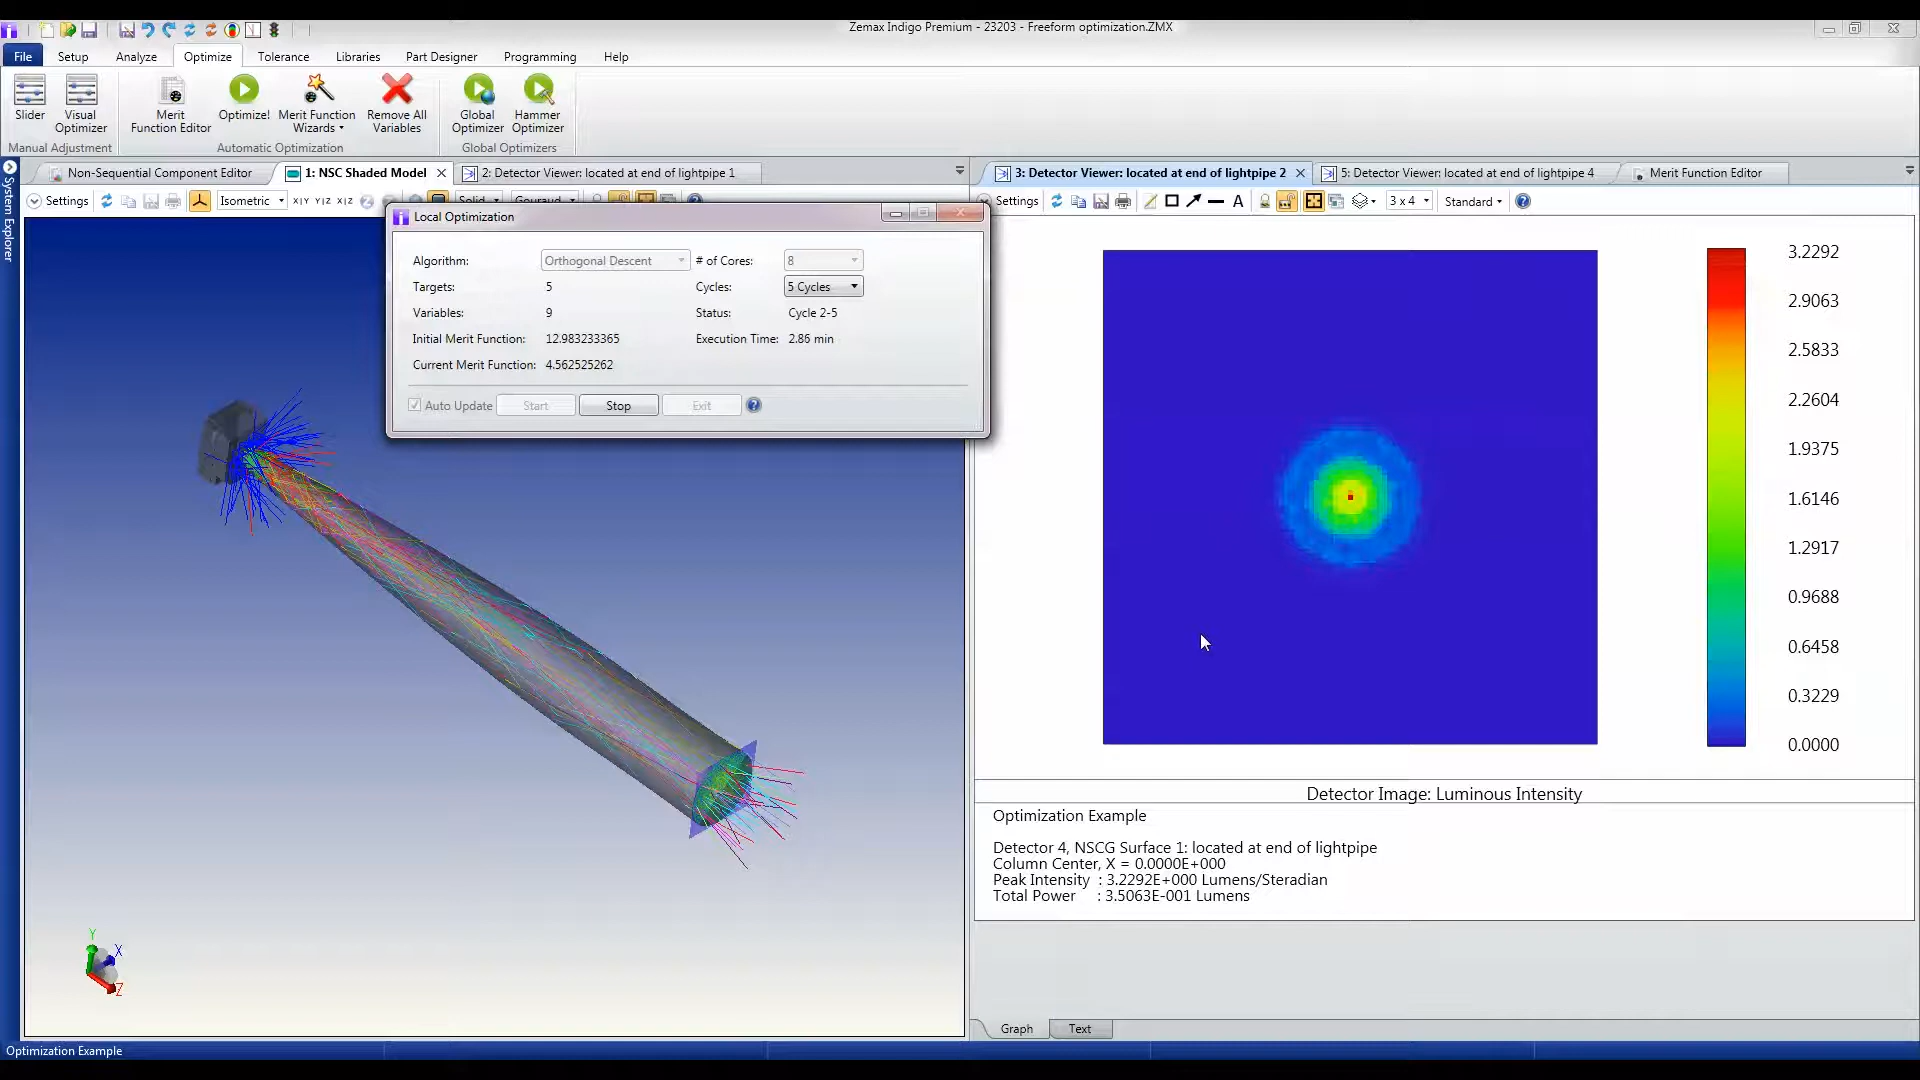 Zemax Indigo Premium - 23203 - Freeform optimization.ZMX
File Setup Analyze Optimize Tolerance Libraries Part Designer Programming Help
Slider
Visual Optimizer
Merit Function Editor
Optimize!
Merit Function Wizards
Remove All Variables
Global Optimizer
Hammer Optimizer
Manual Adjustment
Automatic Optimization
Global Optimizers
System Explorer
Non-Sequential Component Editor
1: NSC Shaded Model
2: Detector Viewer: located at end of lightpipe 1
Settings
Isometric
X|Y Y|Z X|Z
2
Solid
Gouraud
Local Optimization
Algorithm: Orthogonal Descent # of Cores: 8
Targets: 5 Cycles: 5 Cycles
Variables: 9 Status: Cycle 2-5
Initial Merit Function: 12.983233365 Execution Time: 2.86 min
Current Merit Function: 4.562525262
Auto Update Start Stop Exit
Y
X
Z
3: Detector Viewer: located at end of lightpipe 2
5: Detector Viewer: located at end of lightpipe 4
Merit Function Editor
Settings
A
3 x 4
Standard
3.2292
2.9063
2.5833
2.2604
1.9375
1.6146
1.2917
0.9688
0.6458
0.3229
0.0000
Detector Image: Luminous Intensity
Optimization Example
Detector 4, NSCG Surface 1: located at end of lightpipe
Column Center, X = 0.0000E+000
Peak Intensity : 3.2292E+000 Lumens/Steradian
Total Power : 3.5063E-001 Lumens
Graph Text
Optimization Example